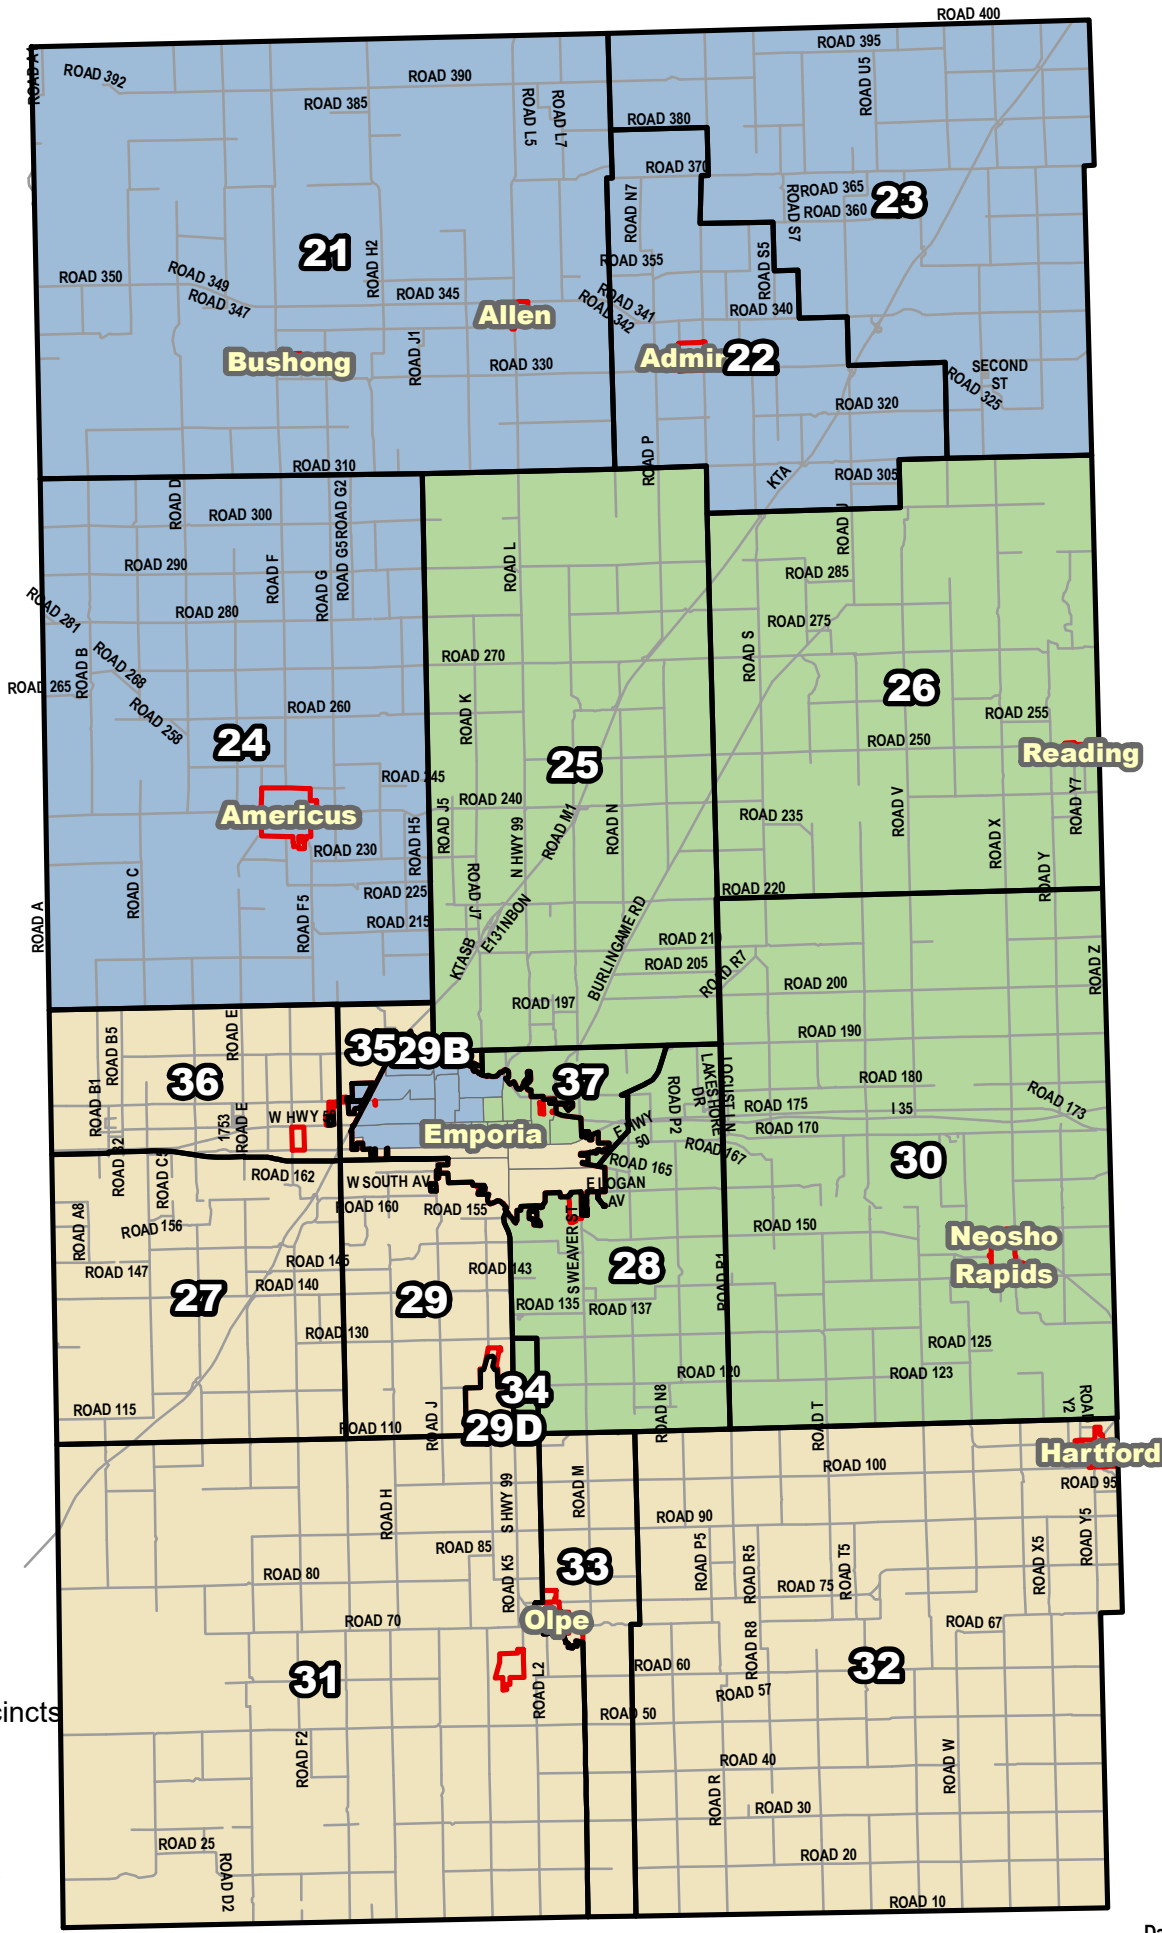 ROAD 400
ROAD 395
ROAD A
ROAD 392
ROAD 390
ROAD U5
ROAD 385
ROAD L5
ROAD L7
ROAD 380
ROAD 370
ROAD 365
23
ROAD N7
ROAD S7
ROAD 360
21
ROAD H2
ROAD 355
ROAD S5
ROAD 350
ROAD 349
ROAD 347
ROAD 345
ROAD 341
ROAD 342
ROAD 340
Allen
Bushong
ROAD J1
ROAD 330
Admir
22
SECOND
ST
ROAD 325
ROAD 320
ROAD 310
ROAD P
KTA
ROAD 305
ROAD D
ROAD G2
ROAD 300
ROAD J
ROAD 290
ROAD F
ROAD G5
ROAD G
ROAD L
ROAD 285
ROAD 281
ROAD 280
ROAD 275
ROAD B
ROAD 268
ROAD 270
ROAD S
ROAD 265
26
ROAD 260
ROAD K
ROAD 255
ROAD 258
24
ROAD 250
Reading
25
ROAD 245
Americus
ROAD 240
ROAD J5
ROAD H5
N HWY 99
ROAD M1
ROAD N
ROAD 235
ROAD V
ROAD X
ROAD Y7
ROAD 230
ROAD C
ROAD 225
ROAD J7
ROAD 220
ROAD Y
ROAD A
ROAD F5
ROAD 215
E131NBON
KTASB
BURLINGAME RD
ROAD 210
ROAD 205
ROAD R7
ROAD Z
ROAD 200
ROAD 197
ROAD E
ROAD B5
35
29B
ROAD 190
36
37
ROAD B1
LAKESHORE
DR
LOCUST LN
ROAD P2
ROAD 180
ROAD 175
I 35
ROAD 173
W HWY 50
1753
ROAD E
Emporia
E HWY
50
ROAD 170
ROAD 167
ROAD 165
30
ROAD 162
ROAD C5
W SOUTH AV
E LOGAN
AV
ROAD A8
ROAD 160
ROAD 155
ROAD 156
S WEAVER ST
ROAD 150
Neosho
Rapids
ROAD 147
ROAD 145
ROAD 143
28
ROAD 140
27
29
ROAD R1
ROAD 135
ROAD 137
ROAD 130
ROAD 125
ROAD 120
ROAD 123
34
29D
ROAD 115
ROAD 110
ROAD J
ROAD N8
ROAD T
ROAD
Y2
Hartford
ROAD 100
ROAD 95
ROAD H
S HWY 99
ROAD M
ROAD 90
ROAD Y5
ROAD 85
33
ROAD P5
ROAD R5
ROAD T5
ROAD X5
ROAD 80
ROAD K5
ROAD 75
ROAD 70
Olpe
ROAD 67
ROAD R8
31
ROAD L2
ROAD 60
32
ROAD 57
cincts
ROAD 50
ROAD F2
ROAD 40
ROAD W
ROAD R
ROAD 30
ROAD 25
ROAD D2
ROAD 20
ROAD 10
Da